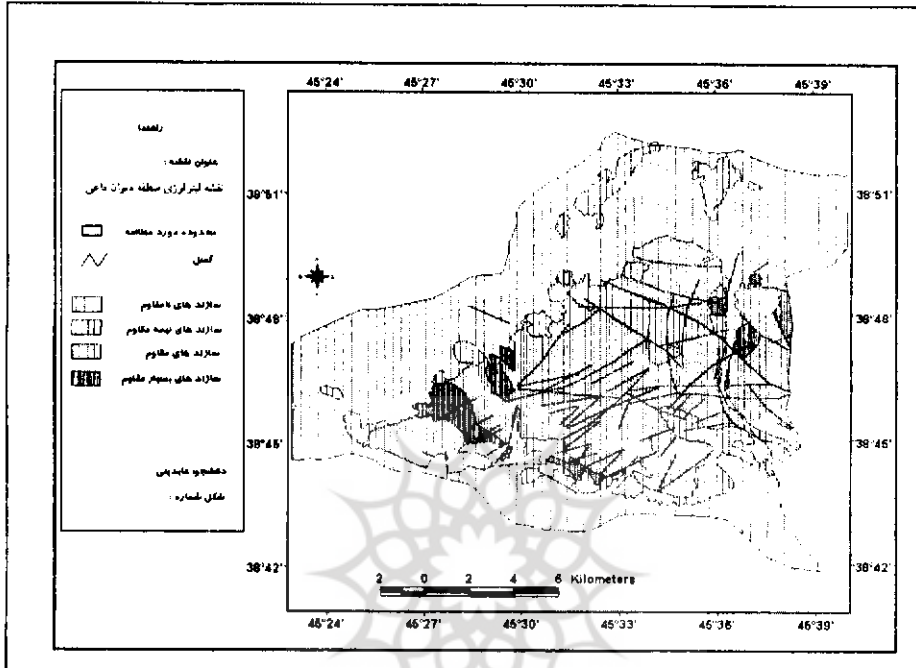 45°24' 45°27' 45°30' 45°33' 45°36' 45°39'
راهنما
عنوان نقشه :
نقشه لیتولوژی منطقه میزان داغی
محدوده مورد مطالعه
گسل
سازند های نامقاوم
سازند های نیمه مقاوم
سازند های مقاوم
سازند های بسیار مقاوم
دانشجو: عابدینی
شکل شماره :
38°51' 38°51'
38°48' 38°48'
38°45' 38°45'
38°42' 38°42'
2 0 2 4 6 Kilometers
45°24' 45°27' 45°30' 45°33' 45°36' 45°39'